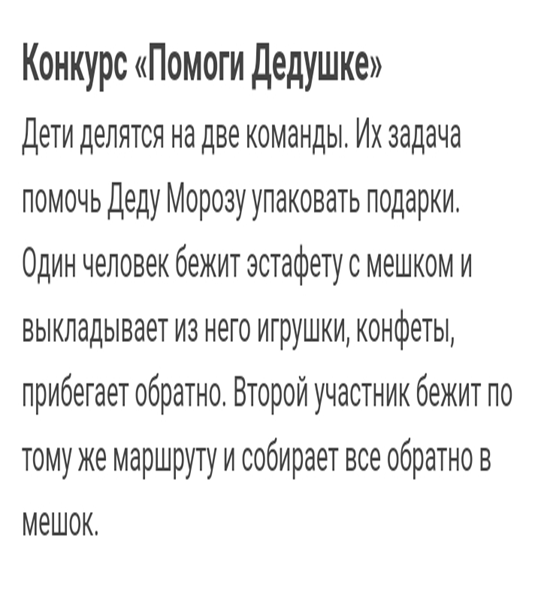 Конкурс «Помоги Дедушке»
Дети делятся на две команды. Их задача
помочь Деду Морозу упаковать подарки.
Один человек бежит эстафету с мешком и
выкладывает из него игрушки, конфеты,
прибегает обратно. Второй участник бежит по
тому же маршруту и собирает все обратно в
мешок.